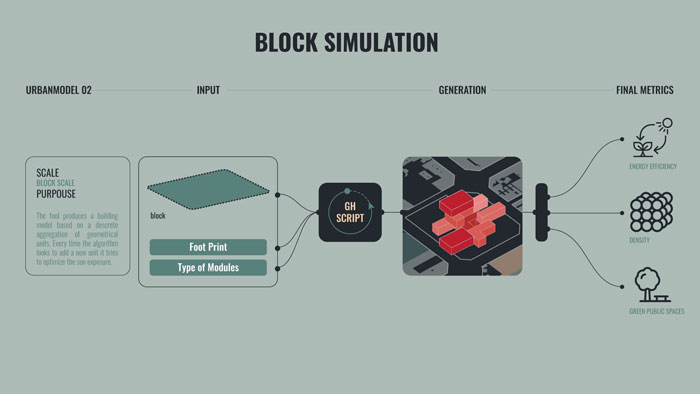 BLOCK SIMULATION
URBANMODEL 02
INPUT
GENERATION
FINAL METRICS
SCALE
BLOCK SCALE
PURPOUSE
The tool produces a building
model based on a discrete
aggregation of geometrical
units. Every time the algorithm
looks to add a new unit it tries
to optimize the sun exposure.
block
Foot Print
Type of Modules
GH
SCRIPT
ENERGY EFFICIENCY
DENSITY
GREEN PUBLIC SPACES